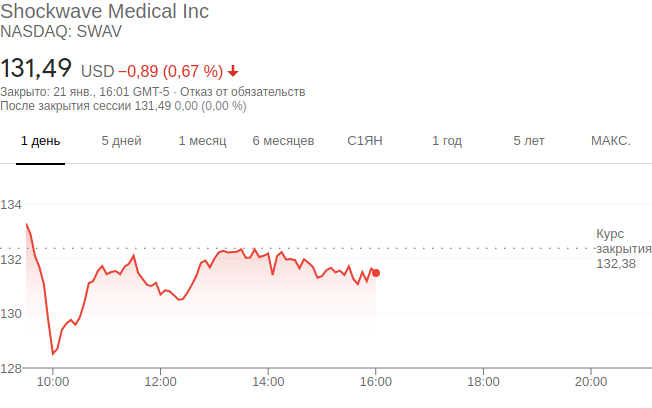 Shockwave Medical Inc
NASDAQ: SWAV
131,49 USD −0,89 (0,67 %)
Закрыто: 21 янв., 16:01 GMT-5 · Отказ от обязательств
После закрытия сессии 131,49 0,00 (0,00 %)
1 день 5 дней 1 месяц 6 месяцев С1ЯН 1 год 5 лет МАКС.
134
Курс
закрытия
132,38
132
130
128
10:00 12:00 14:00 16:00 18:00 20:00